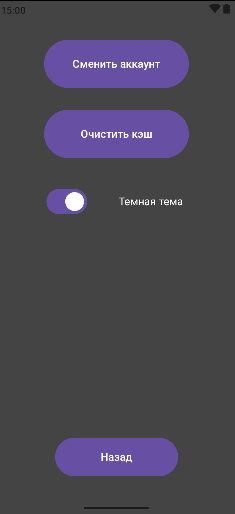 15:00
Сменить аккаунт
Очистить кэш
Темная тема
Назад